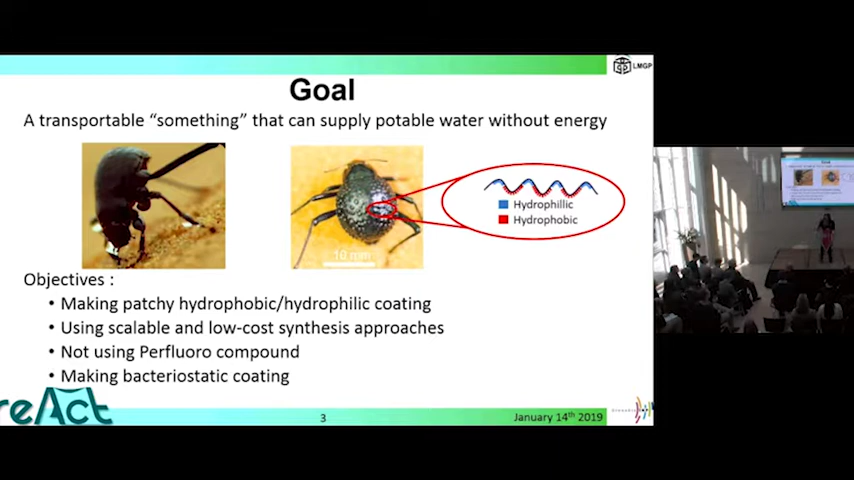 LMGP
Goal
A transportable “something” that can supply potable water without energy
10 mm
Hydrophillic
Hydrophobic
Objectives :
• Making patchy hydrophobic/hydrophilic coating
• Using scalable and low-cost synthesis approaches
• Not using Perfluoro compound
• Making bacteriostatic coating
reAct
3
January 14th 2019